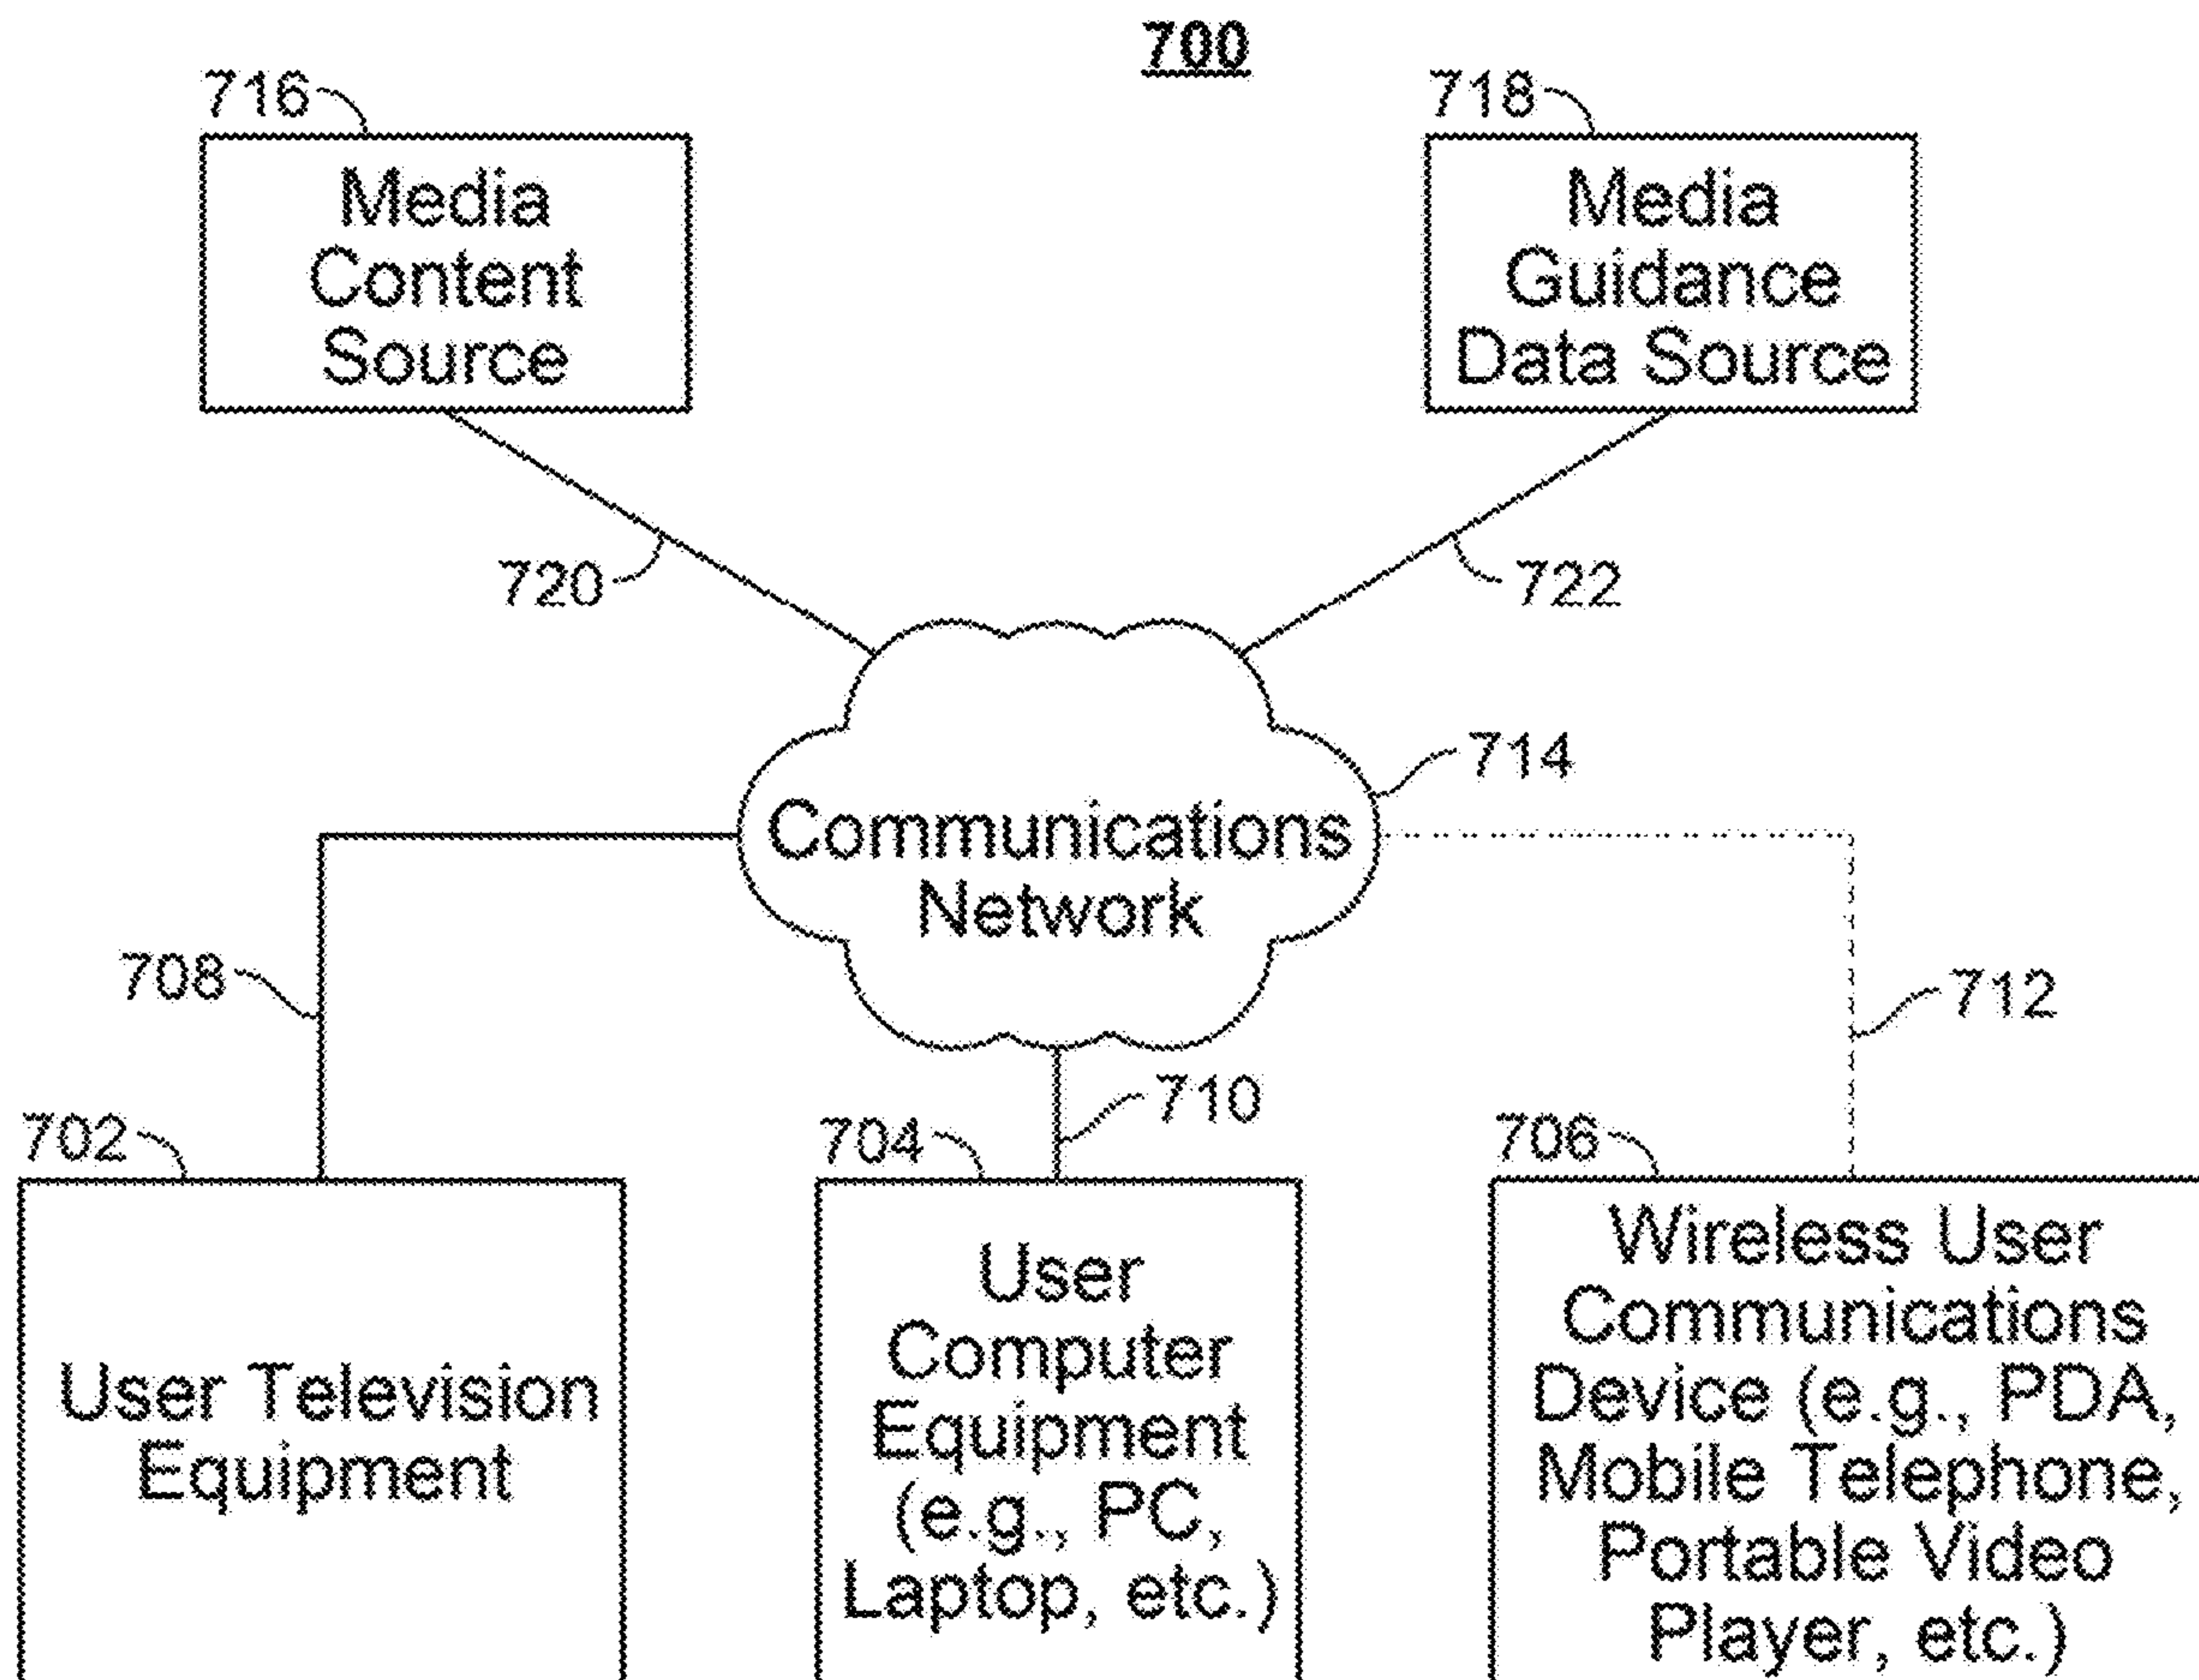 700
716
718
Media
Content
Source
Media
Guidance
Data Source
720
722
714
Communications
Network
708
712
710
702
704
706
User Television
Equipment
User
Computer
Equipment
(e.g., PC,
Laptop, etc.)
Wireless User
Communications
Device (e.g., PDA,
Mobile Telephone,
Portable Video
Player, etc.)